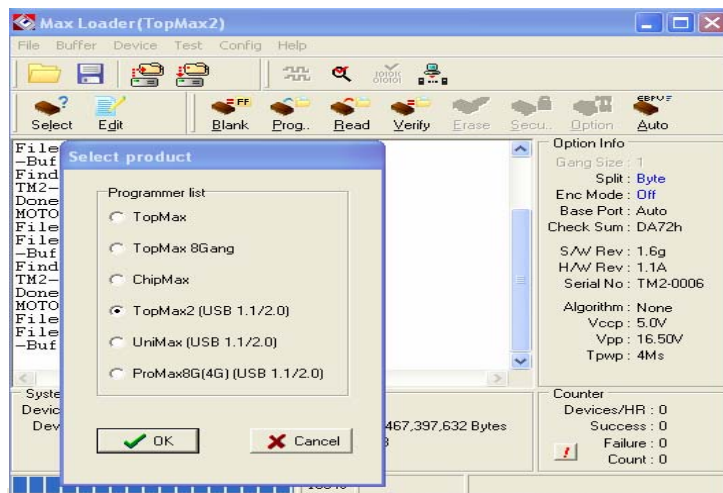 Max Loader(TopMax2)
File Buffer Device Test Config Help
Select Edit Blank Prog.. Read Verify Erase Secu.. Option Auto
File
-Buf
Find
TM2-
Done
MOTO
File
File
-Buf
Find
TM2-
Done
MOTO
File
File
-Buf
Select product
Programmer list
TopMax
TopMax 8Gang
ChipMax
TopMax2 (USB 1.1/2.0)
UniMax (USB 1.1/2.0)
ProMax8G(4G) (USB 1.1/2.0)
OK Cancel
Option Info
Gang Size : 1
Split : Byte
Enc Mode : Off
Base Port : Auto
Check Sum : DA72h
S/W Rev : 1.6g
H/W Rev : 1.1A
Serial No : TM2-0006
Algorithm : None
Vccp : 5.0V
Vpp : 16.50V
Tpwp : 4Ms
Syste
Devic
Dev
467,397,632 Bytes
Counter
Devices/HR : 0
Success : 0
Failure : 0
Count : 0